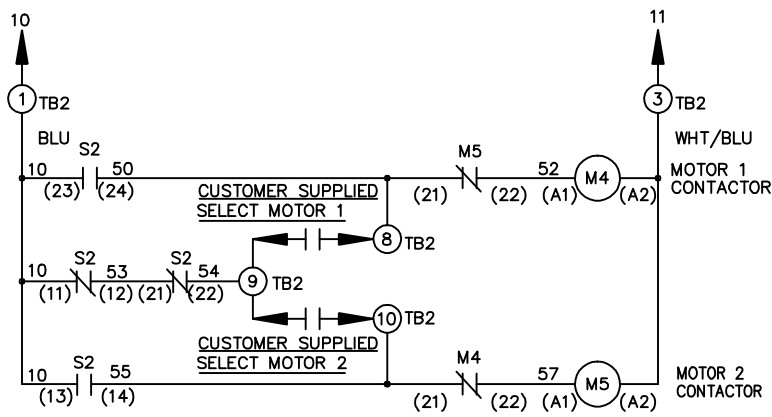 10
11
1 TB2
3 TB2
BLU
WHT/BLU
S2
M5
10
50
52
M4
MOTOR 1
CONTACTOR
(23)
(24)
(21)
(22)
(A1)
(A2)
CUSTOMER SUPPLIED
SELECT MOTOR 1
8 TB2
10
S2
53
S2
54
9 TB2
(11)
(12)
(21)
(22)
10 TB2
CUSTOMER SUPPLIED
SELECT MOTOR 2
10
S2
55
M4
57
M5
MOTOR 2
CONTACTOR
(13)
(14)
(21)
(22)
(A1)
(A2)